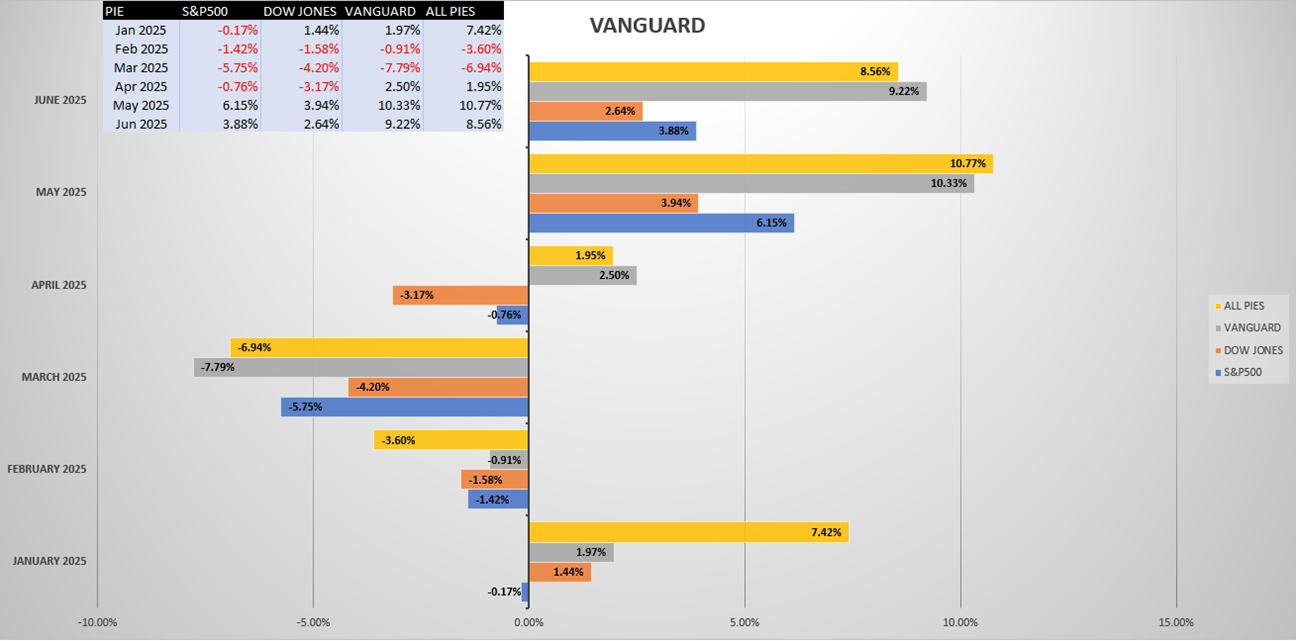 PIE S&P500 DOW JONES VANGUARD ALL PIES
Jan 2025 -0.17% 1.44% 1.97% 7.42%
Feb 2025 -1.42% -1.58% -0.91% -3.60%
Mar 2025 -5.75% -4.20% -7.79% -6.94%
Apr 2025 -0.76% -3.17% 2.50% 1.95%
May 2025 6.15% 3.94% 10.33% 10.77%
Jun 2025 3.88% 2.64% 9.22% 8.56%
VANGUARD
JUNE 2025
8.56%
9.22%
2.64%
3.88%
MAY 2025
10.77%
10.33%
3.94%
6.15%
APRIL 2025
1.95%
2.50%
-3.17%
-0.76%
MARCH 2025
-6.94%
-7.79%
-4.20%
-5.75%
FEBRUARY 2025
-3.60%
-0.91%
-1.58%
-1.42%
JANUARY 2025
7.42%
1.97%
1.44%
-0.17%
-10.00% -5.00% 0.00% 5.00% 10.00% 15.00%
ALL PIES
VANGUARD
DOW JONES
S&P500